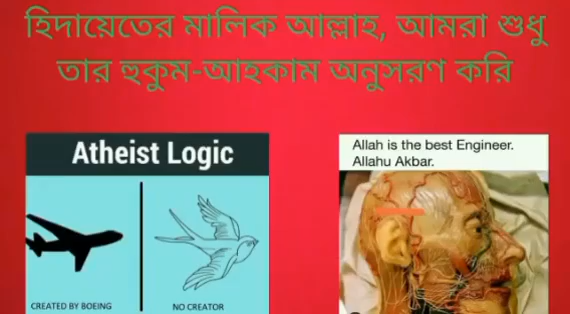 হিদায়েতের মালিক আল্লাহ, আমরা শুধু
তার হুকুম-আহকাম অনুসরণ করি
Atheist Logic
CREATED BY BOEING
NO CREATOR
Allah is the best Engineer.
Allahu Akbar.